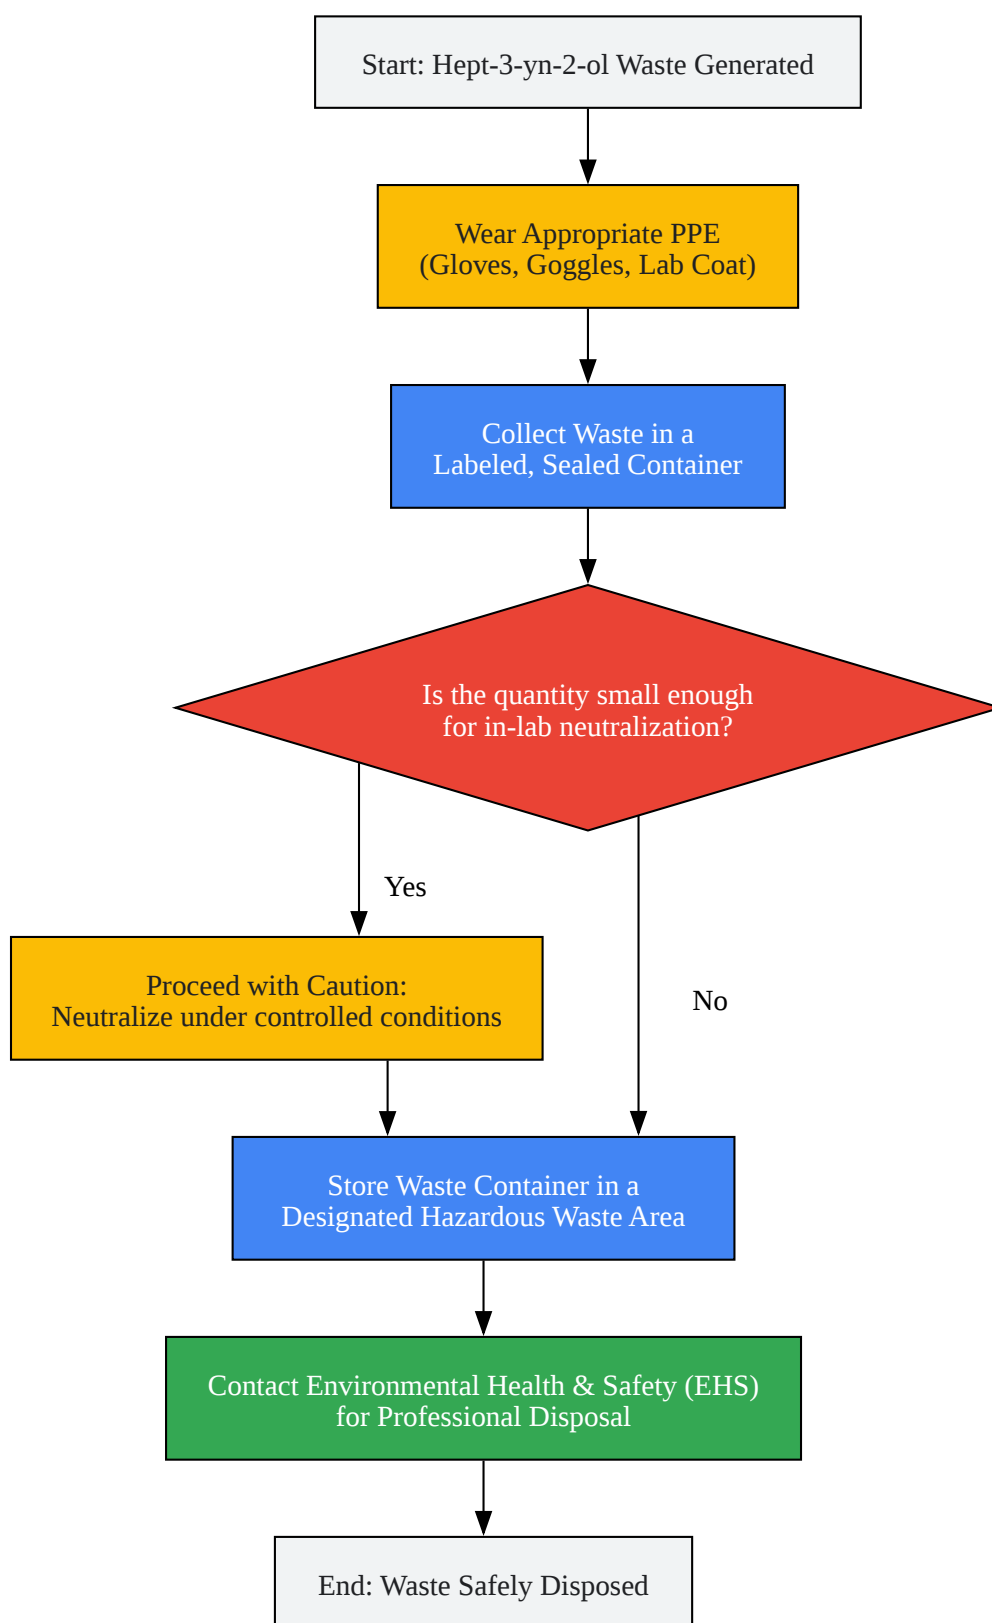 Start: Hept-3-yn-2-ol Waste Generated
Wear Appropriate PPE
(Gloves, Goggles, Lab Coat)
Collect Waste in a
Labeled, Sealed Container
Is the quantity small enough
for in-lab neutralization?
Yes
Proceed with Caution:
Neutralize under controlled conditions
No
Store Waste Container in a
Designated Hazardous Waste Area
Contact Environmental Health & Safety (EHS)
for Professional Disposal
End: Waste Safely Disposed